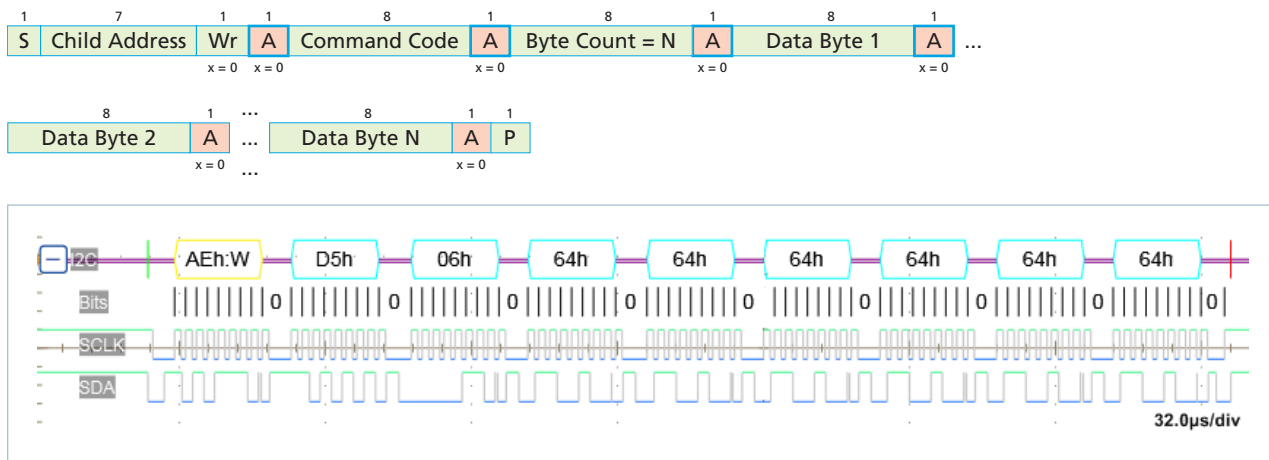 1 7 1 1 8 1 8 1 8 1
S Child Address Wr A Command Code A Byte Count = N A Data Byte 1 A ...
x = 0 x = 0 x = 0 x = 0 x = 0
8 1 ... 8 1 1
Data Byte 2 A ... Data Byte N A P
x = 0 ... x = 0
I2C AEh:W D5h 06h 64h 64h 64h 64h 64h 64h
Bits 0 0 0 0 0 0 0 0 0
SCLK
SDA
32.0µs/div